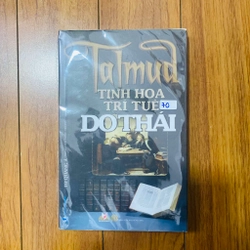 Talmud
TINH HOA
TRÍ TUỆ
DO THÁI